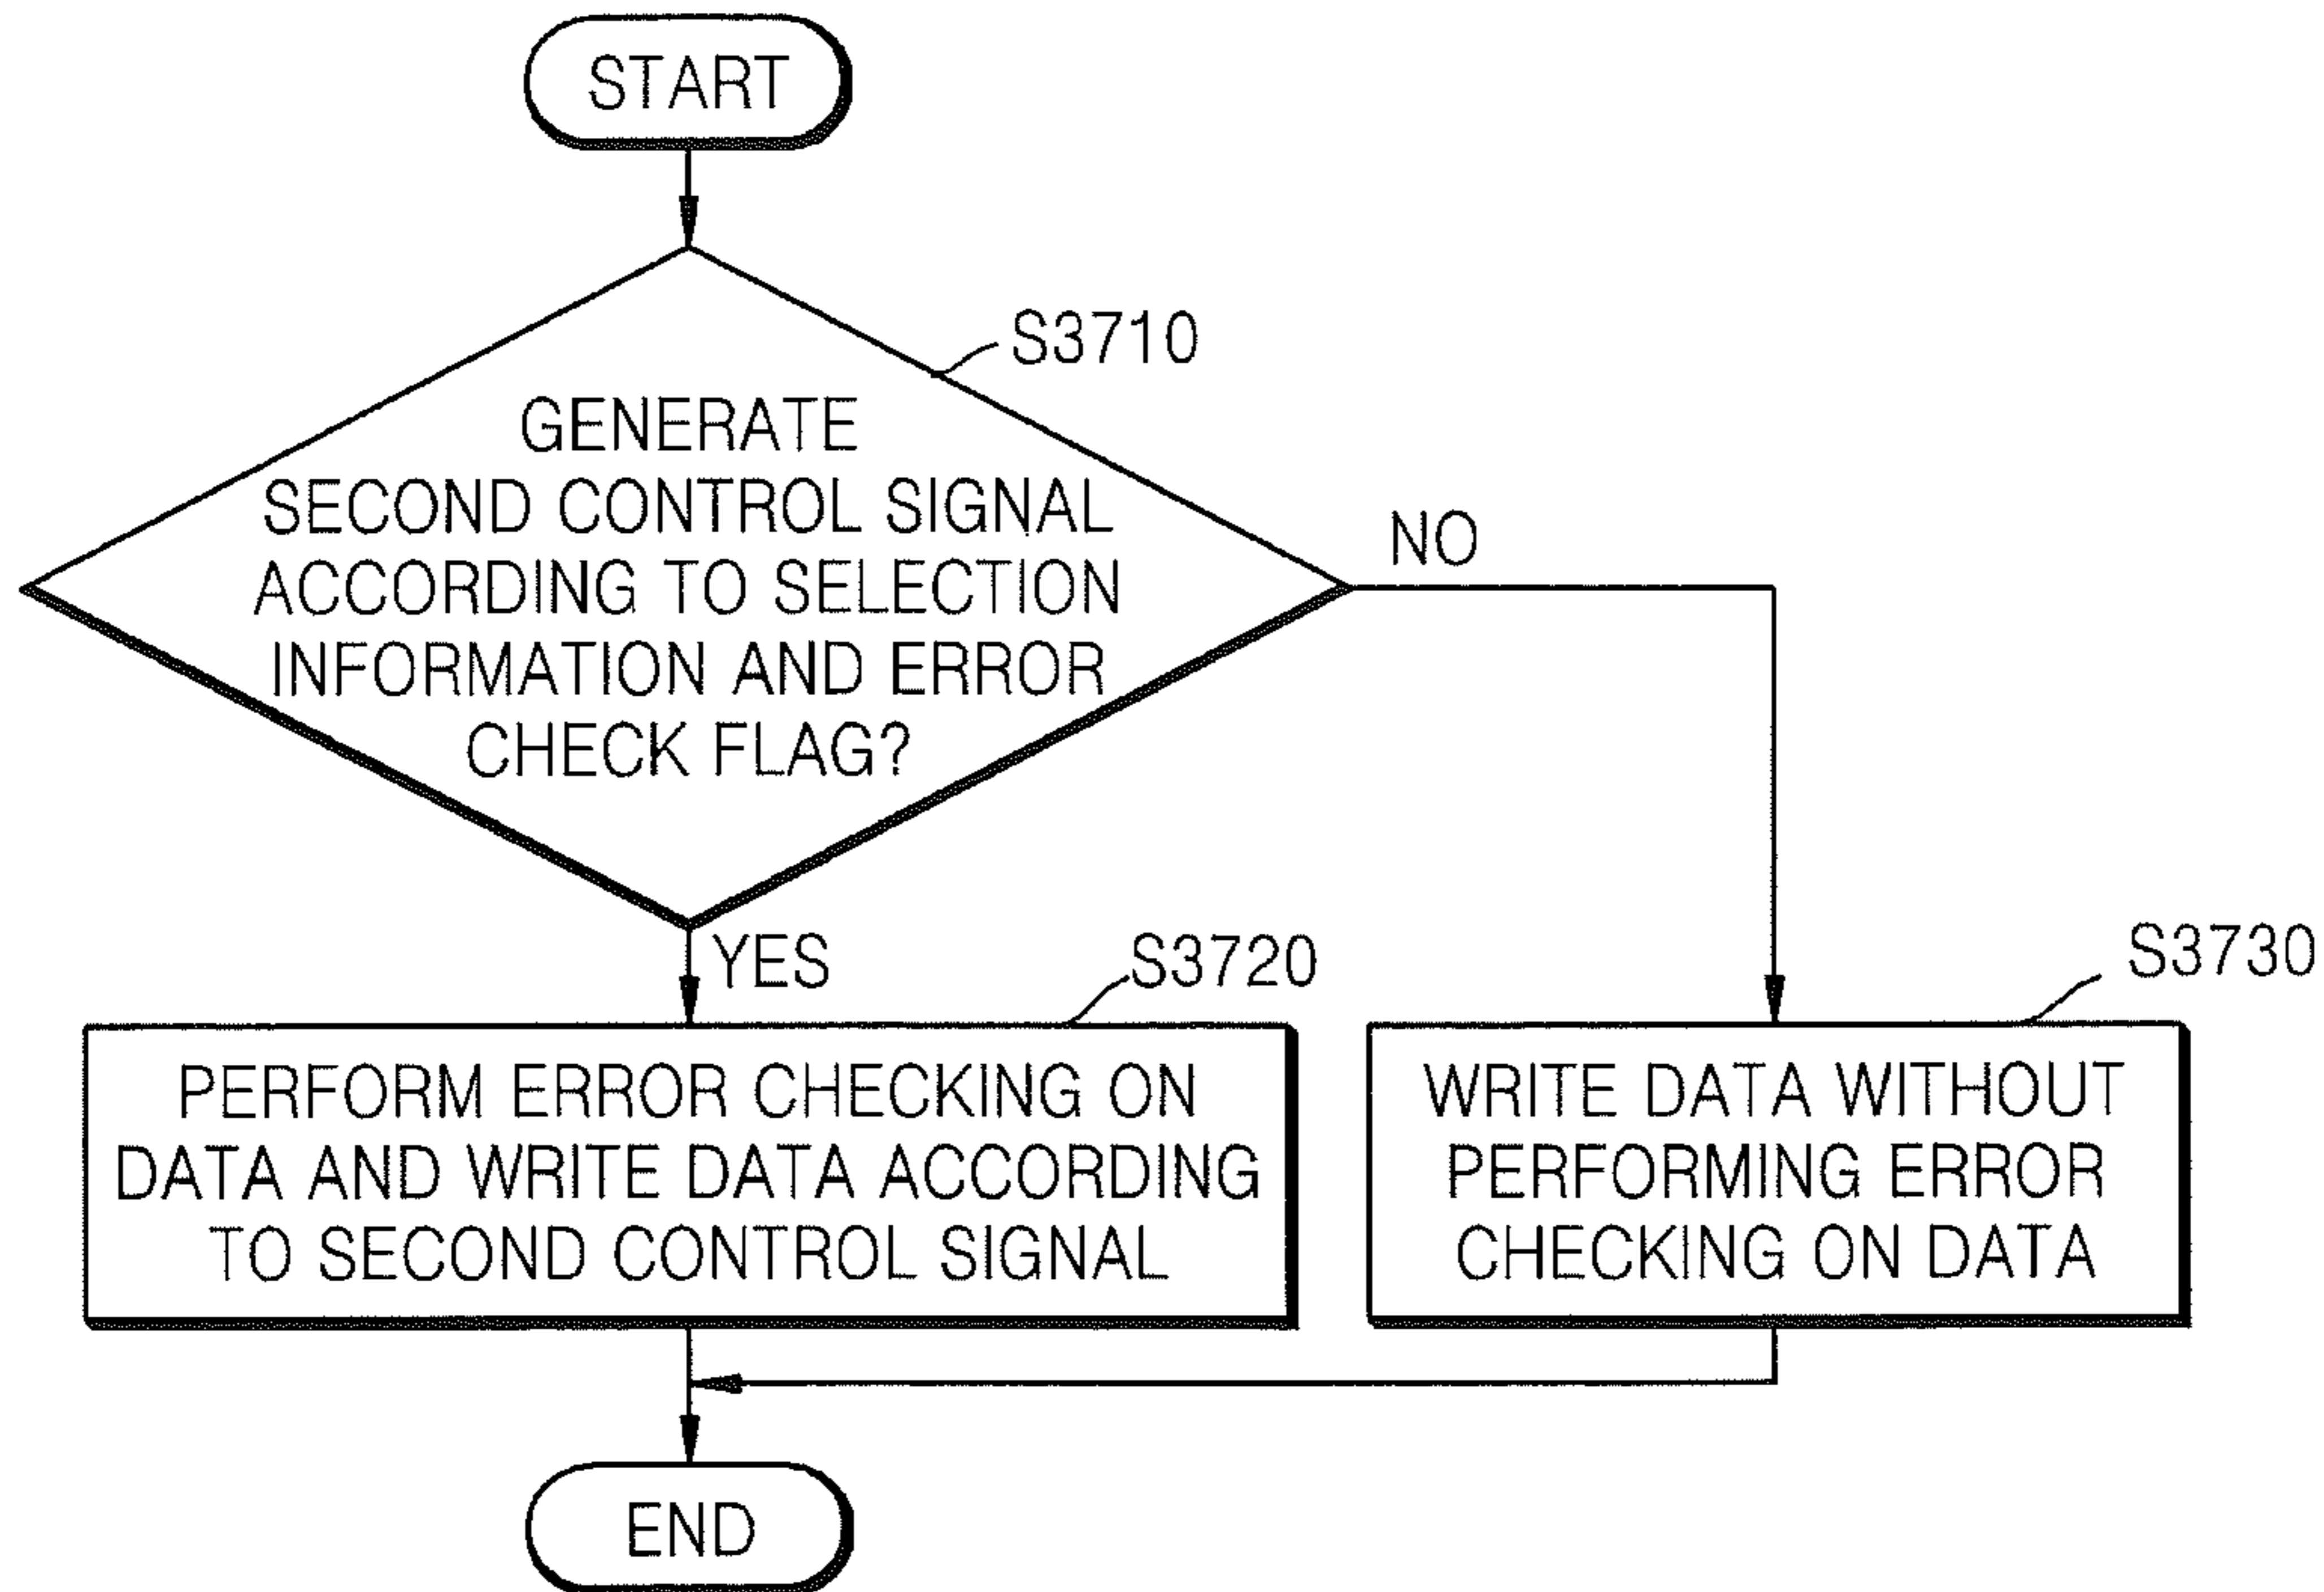 START
S3710
GENERATE
SECOND CONTROL SIGNAL
ACCORDING TO SELECTION
INFORMATION AND ERROR
CHECK FLAG?
NO
YES
S3720
S3730
PERFORM ERROR CHECKING ON
DATA AND WRITE DATA ACCORDING
TO SECOND CONTROL SIGNAL
WRITE DATA WITHOUT
PERFORMING ERROR
CHECKING ON DATA
END